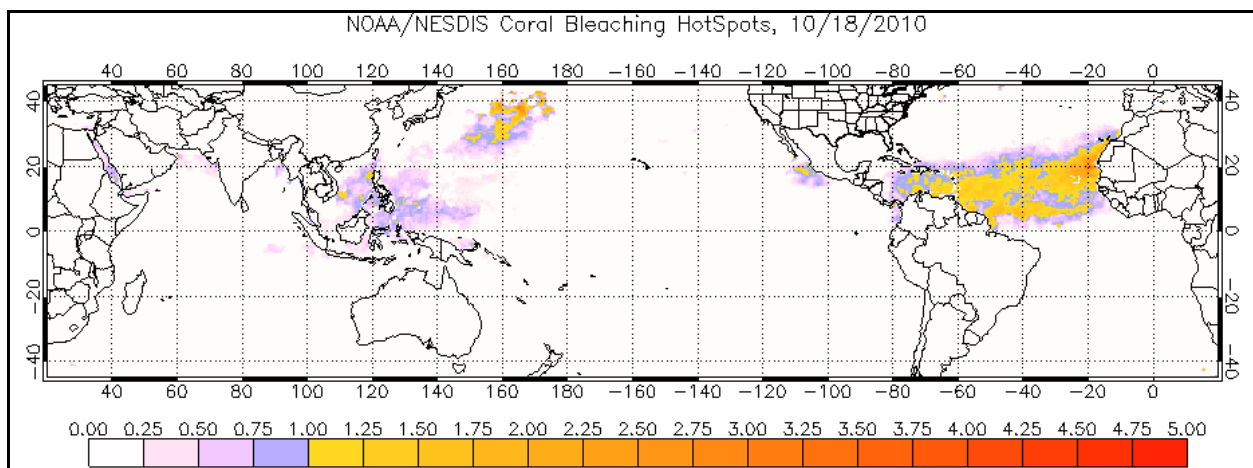 NOAA/NESDIS Coral Bleaching HotSpots, 10/18/2010
40 60 80 100 120 140 160 180 -160 -140 -120 -100 -80 -60 -40 -20 0
40 40
20 20
0 0
-20 -20
-40 -40
40 60 80 100 120 140 160 180 -160 -140 -120 -100 -80 -60 -40 -20 0
0.00 0.25 0.50 0.75 1.00 1.25 1.50 1.75 2.00 2.25 2.50 2.75 3.00 3.25 3.50 3.75 4.00 4.25 4.50 4.75 5.00